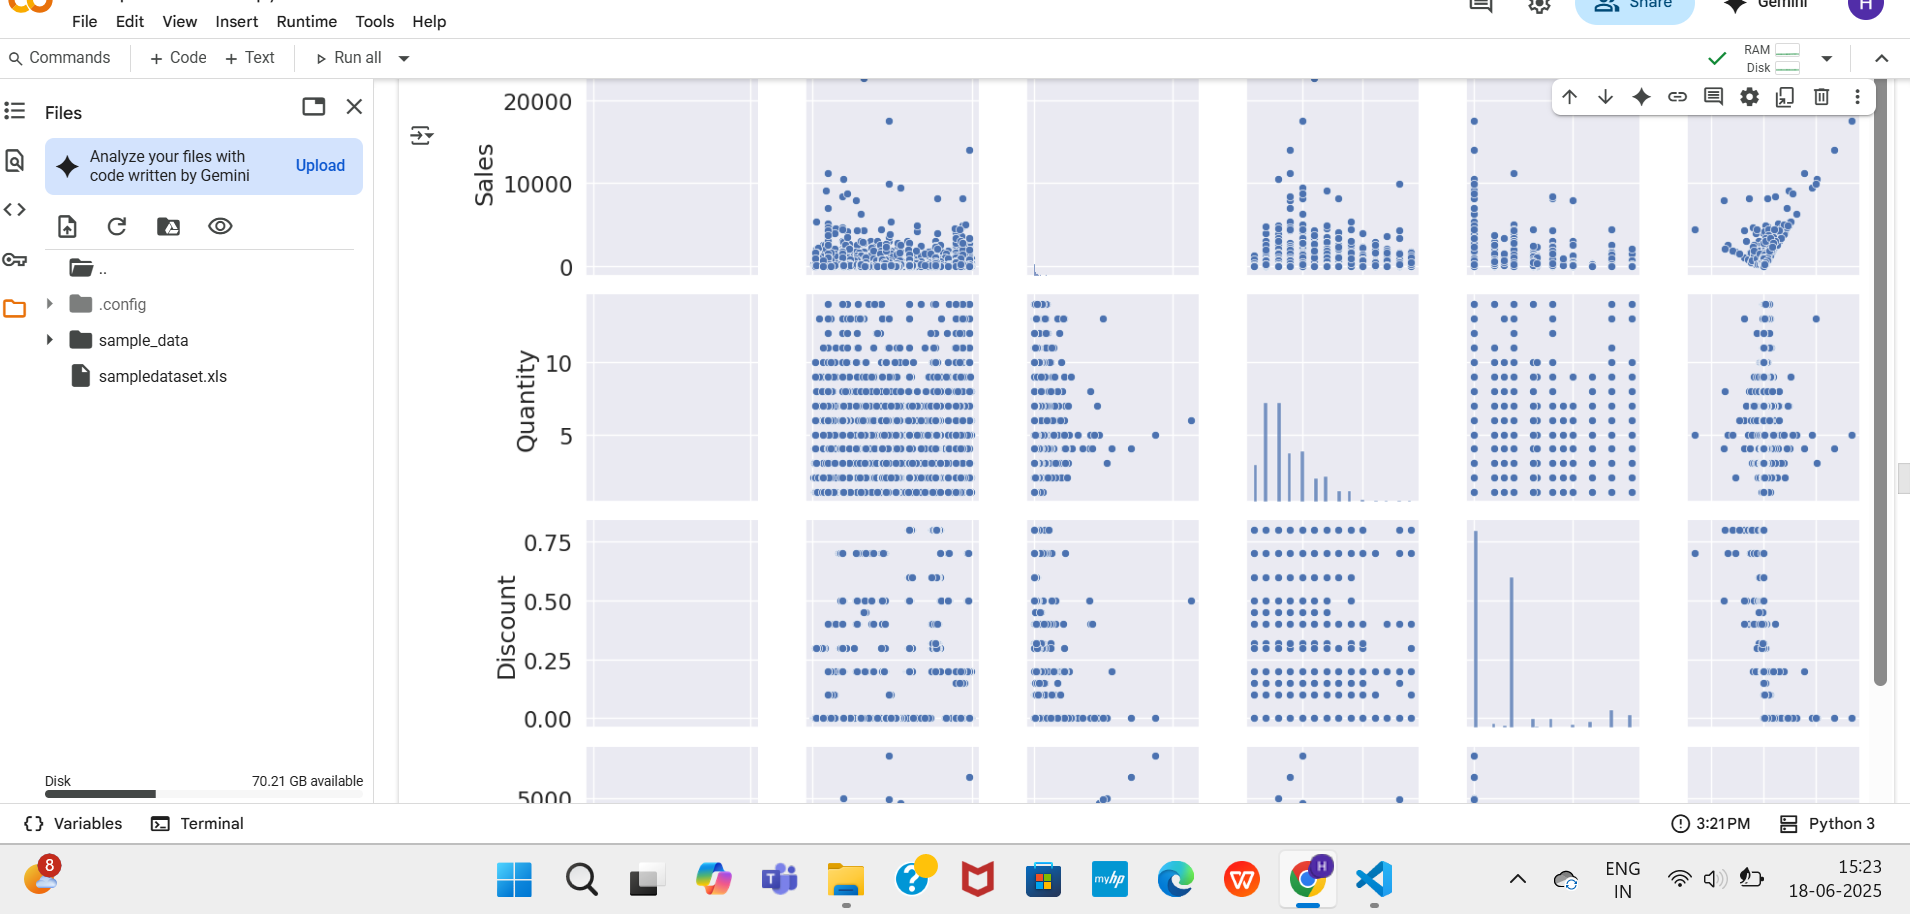 Share
Gemini
H
File Edit View Insert Runtime Tools Help
Commands
+ Code + Text
Run all
RAM
Disk
Files
Analyze your files with
code written by Gemini
Upload
..
.config
sample_data
sampledataset.xls
Disk 70.21 GB available
Sales
20000
10000
0
Quantity
10
5
Discount
0.75
0.50
0.25
0.00
5000
{} Variables
Terminal
3:21 PM
Python 3
8
T
?
myhp
W
H
ENG
IN
15:23
18-06-2025